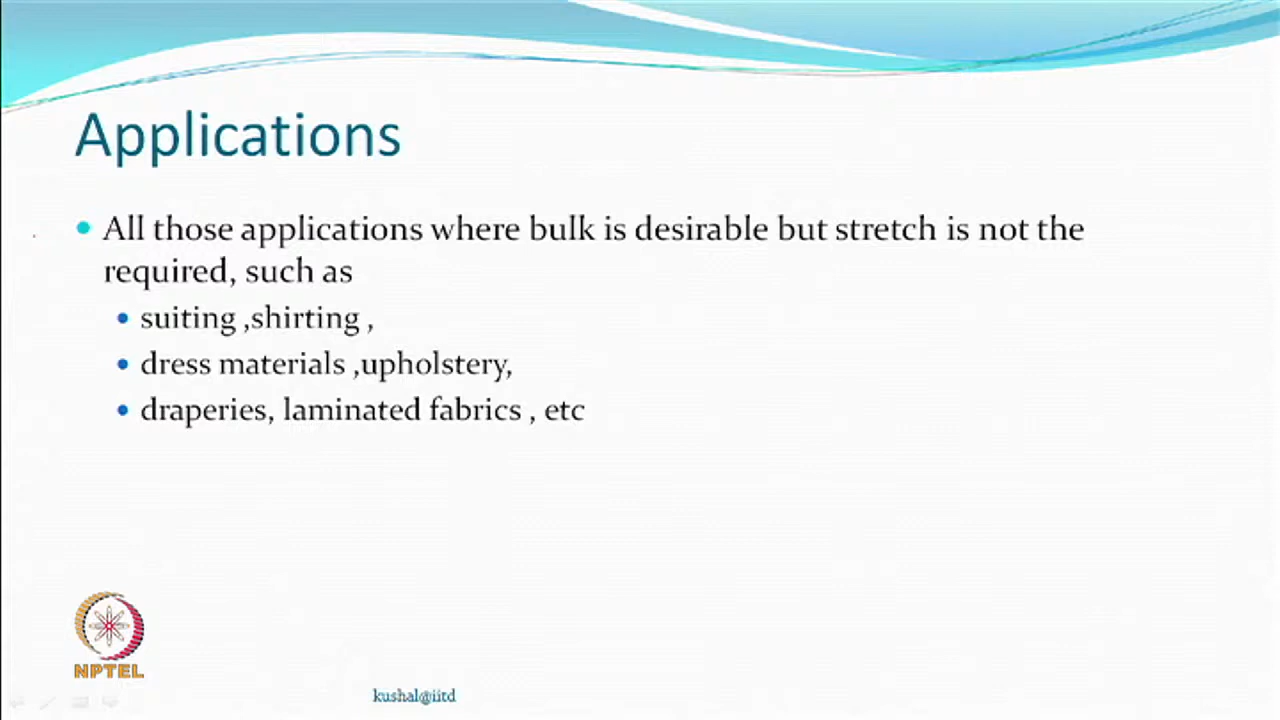 Applications
All those applications where bulk is desirable but stretch is not the
required, such as
suiting ,shirting ,
dress materials ,upholstery,
draperies, laminated fabrics , etc
NPTEL
kushal@iitd